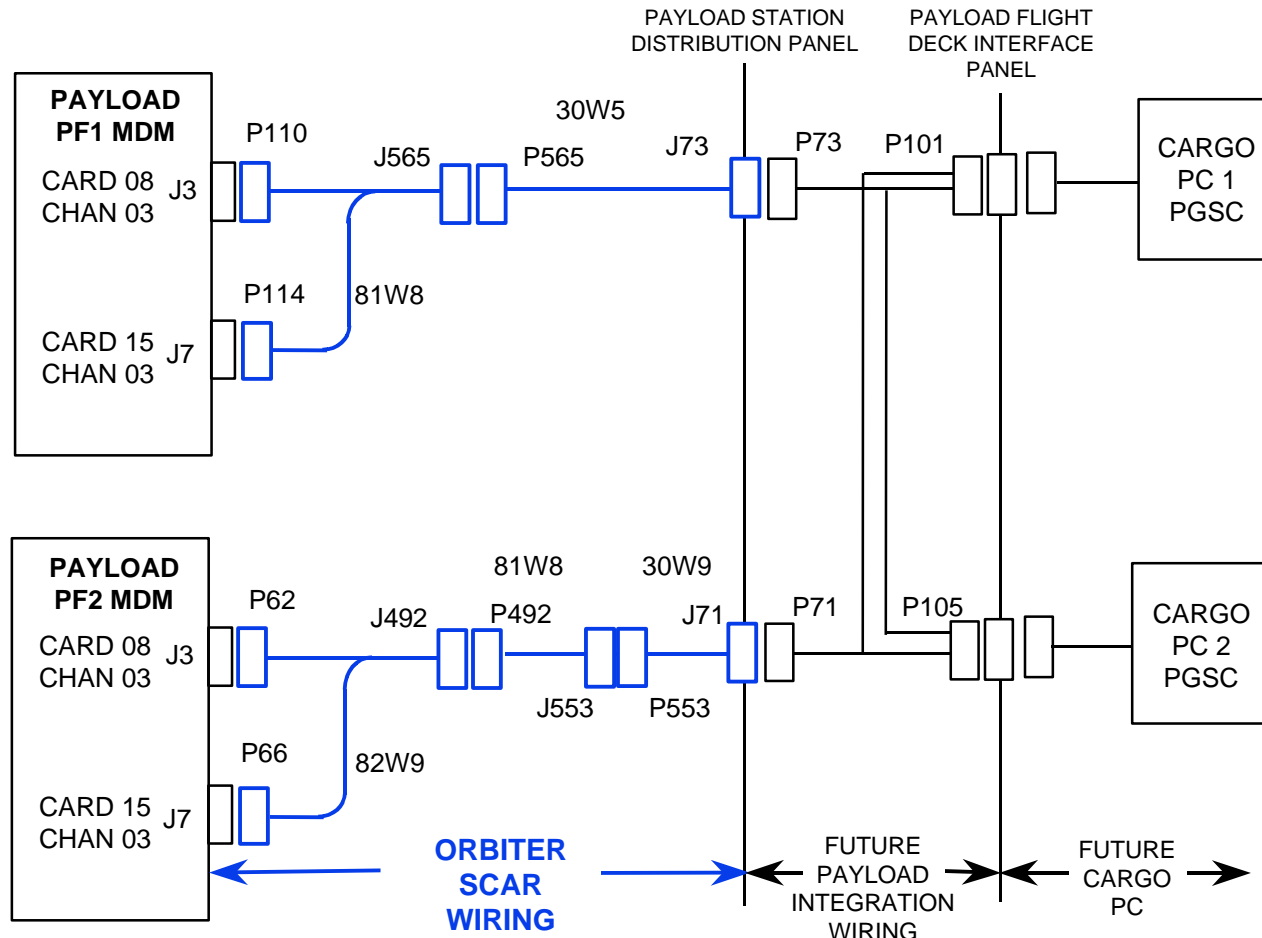 PAYLOAD STATION
DISTRIBUTION PANEL
PAYLOAD FLIGHT
DECK INTERFACE
PANEL
PAYLOAD
PF1 MDM
CARD 08
CHAN 03
J3
P110
J565
P565
30W5
J73
P73
P101
CARGO
PC 1
PGSC
P114
81W8
CARD 15
CHAN 03
J7
PAYLOAD
PF2 MDM
CARD 08
CHAN 03
J3
P62
J492
81W8
P492
30W9
J71
P71
P105
CARGO
PC 2
PGSC
J553
P553
P66
82W9
CARD 15
CHAN 03
J7
ORBITER
SCAR
WIRING
FUTURE
PAYLOAD
INTEGRATION
WIRING
FUTURE
CARGO
PC